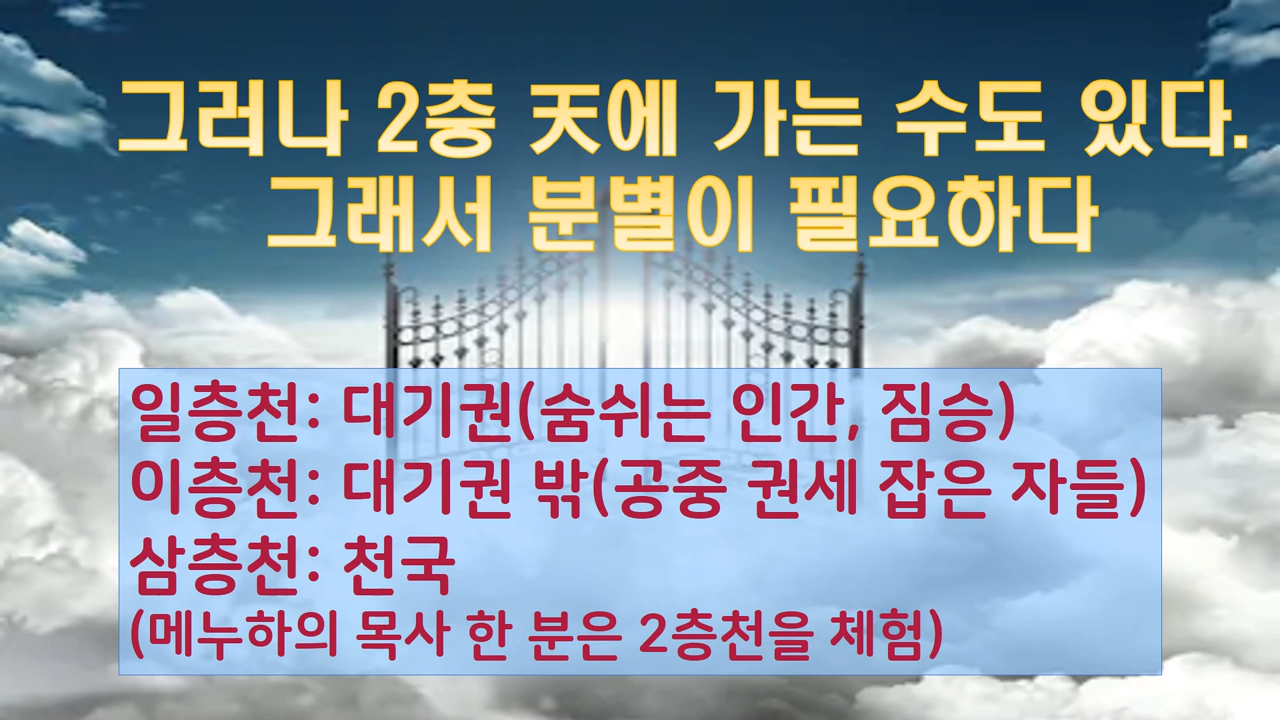 그러나 2층 天에 가는 수도 있다.
그래서 분별이 필요하다
일층천: 대기권(숨쉬는 인간, 짐승)
이층천: 대기권 밖(공중 권세 잡은 자들)
삼층천: 천국
(메누하의 목사 한 분은 2층천을 체험)